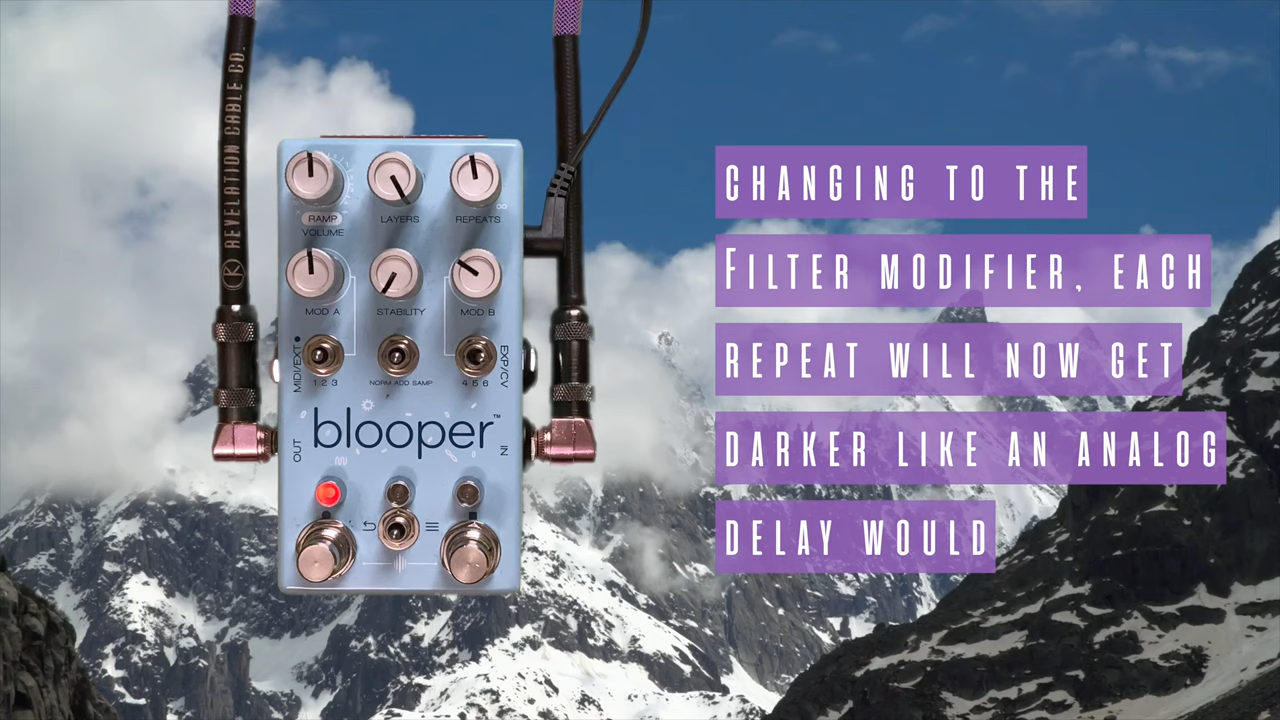 REVELATION CABLE CO.
CHANGING TO THE
FILTER MODIFIER, EACH
REPEAT WILL NOW GET
DARKER LIKE AN ANALOG
DELAY WOULD
RAMP LAYERS REPEATS
VOLUME ∞
MOD A STABILITY MOD B
MIDI/EXT EXP/CV
1 2 3 NORM ADD SAMP 4 5 6
blooper™
OUT IN